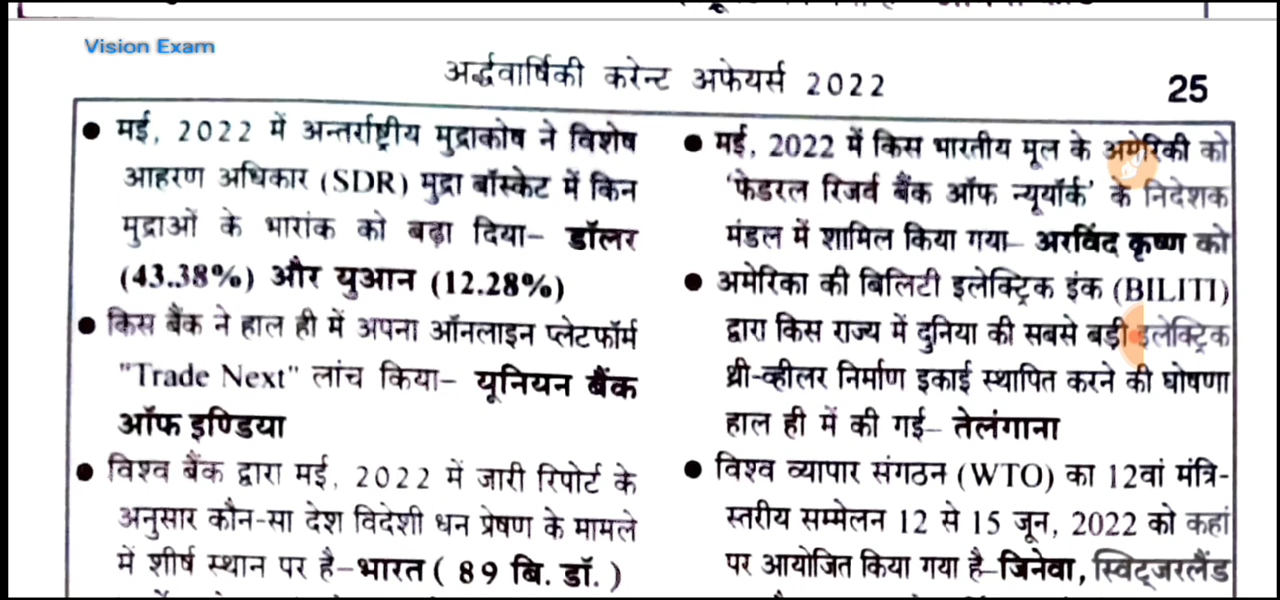 Vision Exam
अर्द्धवार्षिकी करेन्ट अफेयर्स 2022
25
● मई, 2022 में अन्तर्राष्ट्रीय मुद्राकोष ने विशेष
आहरण अधिकार (SDR) मुद्रा बॉस्केट में किन
मुद्राओं के भारांक को बढ़ा दिया– डॉलर
(43.38%) और युआन (12.28%)
● किस बैंक ने हाल ही में अपना ऑनलाइन प्लेटफॉर्म
"Trade Next" लांच किया– यूनियन बैंक
ऑफ इण्डिया
● विश्व बैंक द्वारा मई, 2022 में जारी रिपोर्ट के
अनुसार कौन-सा देश विदेशी धन प्रेषण के मामले
में शीर्ष स्थान पर है–भारत ( 89 बि. डॉ. )
● मई, 2022 में किस भारतीय मूल के अमेरिकी को
'फेडरल रिजर्व बैंक ऑफ न्यूयॉर्क' के निदेशक
मंडल में शामिल किया गया– अरविंद कृष्ण को
● अमेरिका की बिलिटी इलेक्ट्रिक इंक (BILITI)
द्वारा किस राज्य में दुनिया की सबसे बड़ी इलेक्ट्रिक
थ्री-व्हीलर निर्माण इकाई स्थापित करने की घोषणा
हाल ही में की गई– तेलंगाना
● विश्व व्यापार संगठन (WTO) का 12वां मंत्रि-
स्तरीय सम्मेलन 12 से 15 जून, 2022 को कहां
पर आयोजित किया गया है–जिनेवा, स्विट्जरलैंड